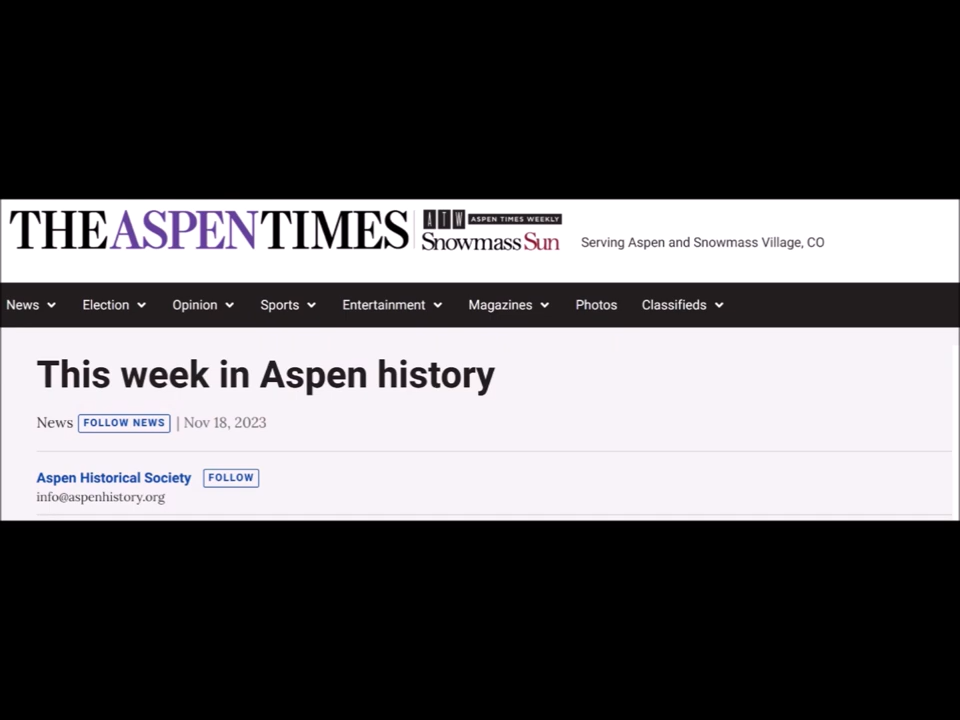 THE ASPEN TIMES
ATW ASPEN TIMES WEEKLY
Snowmass Sun
Serving Aspen and Snowmass Village, CO
News Election Opinion Sports Entertainment Magazines Photos Classifieds
This week in Aspen history
News FOLLOW NEWS | Nov 18, 2023
Aspen Historical Society FOLLOW
info@aspenhistory.org